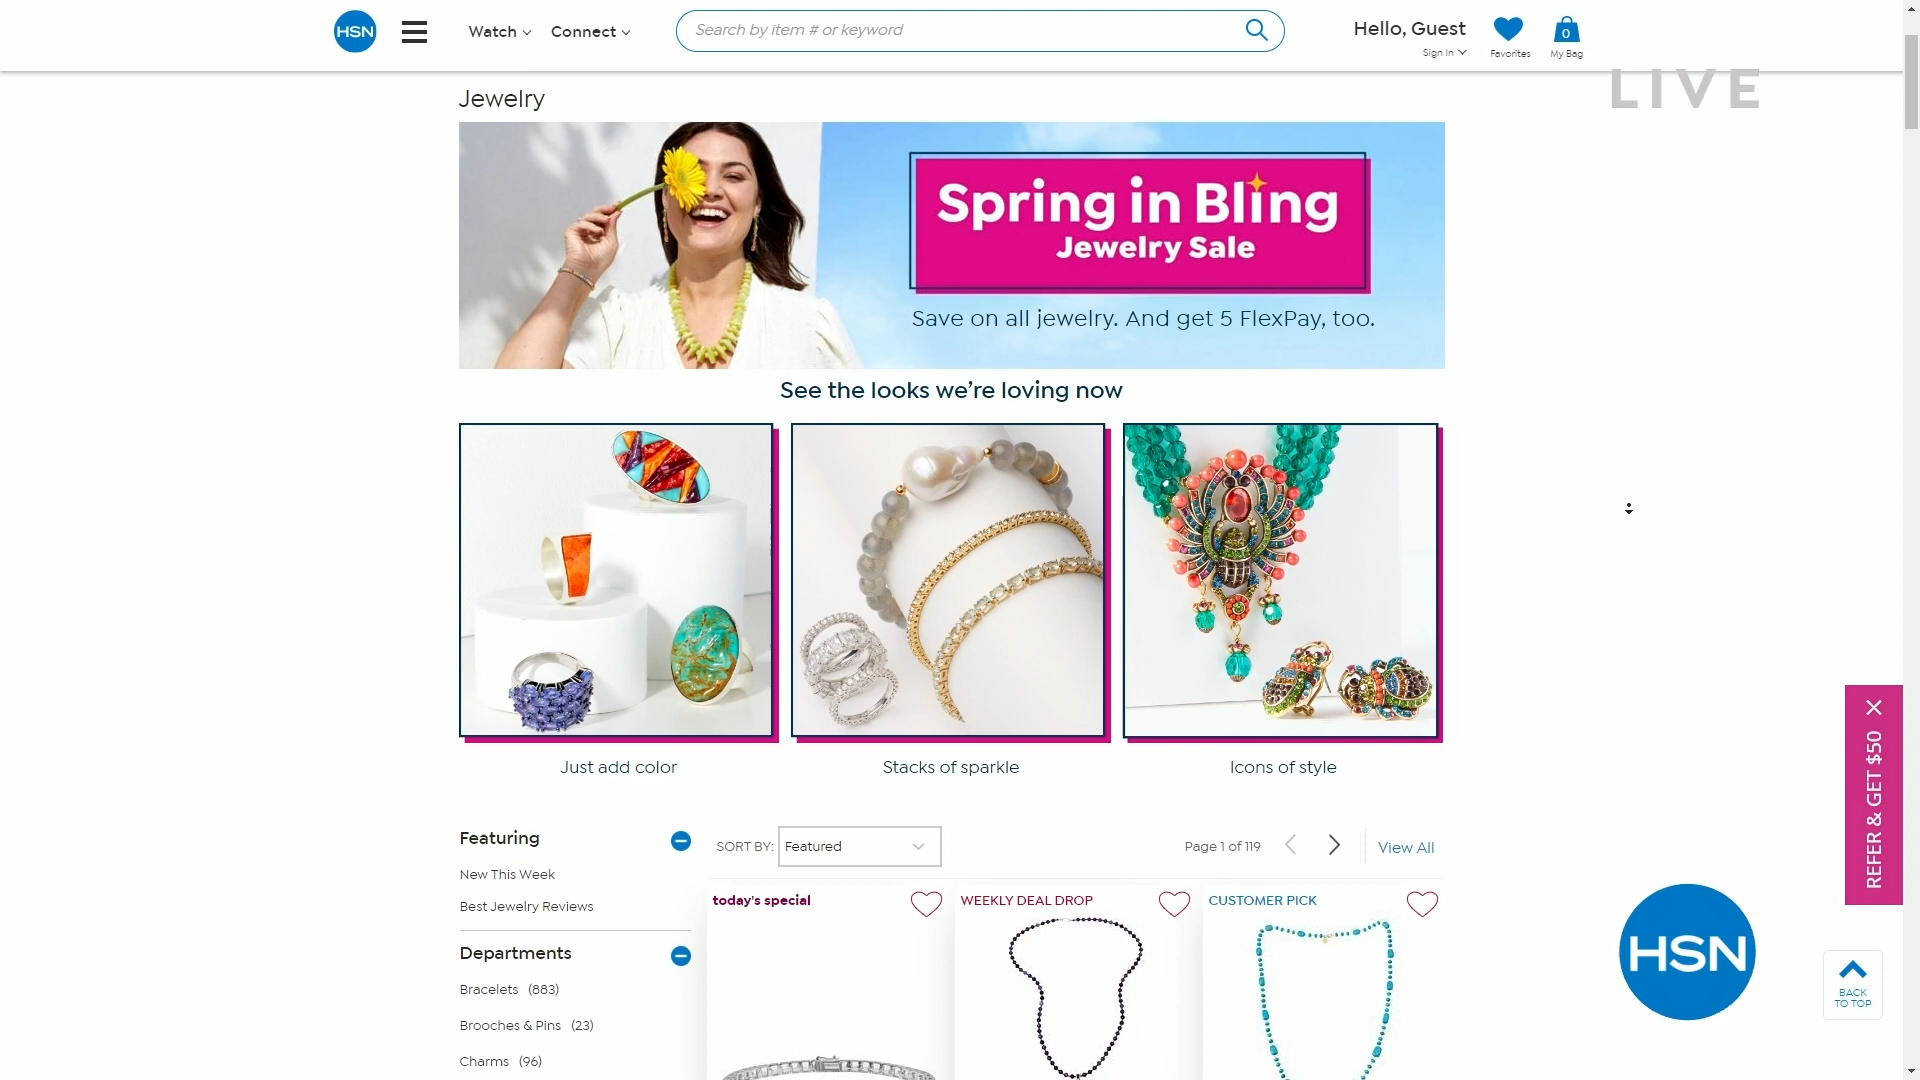 HSN
Watch
Connect
Search by item # or keyword
Hello, Guest
Sign In
Favorites
0
My Bag
LIVE
Jewelry
Spring in Bling
Jewelry Sale
Save on all jewelry. And get 5 FlexPay, too.
See the looks we're loving now
Just add color
Stacks of sparkle
Icons of style
REFER & GET $50
Featuring
New This Week
Best Jewelry Reviews
Departments
Bracelets (883)
Brooches & Pins (23)
Charms (96)
SORT BY:
Featured
Page 1 of 119
View All
today's special
WEEKLY DEAL DROP
CUSTOMER PICK
HSN
BACK
TO TOP